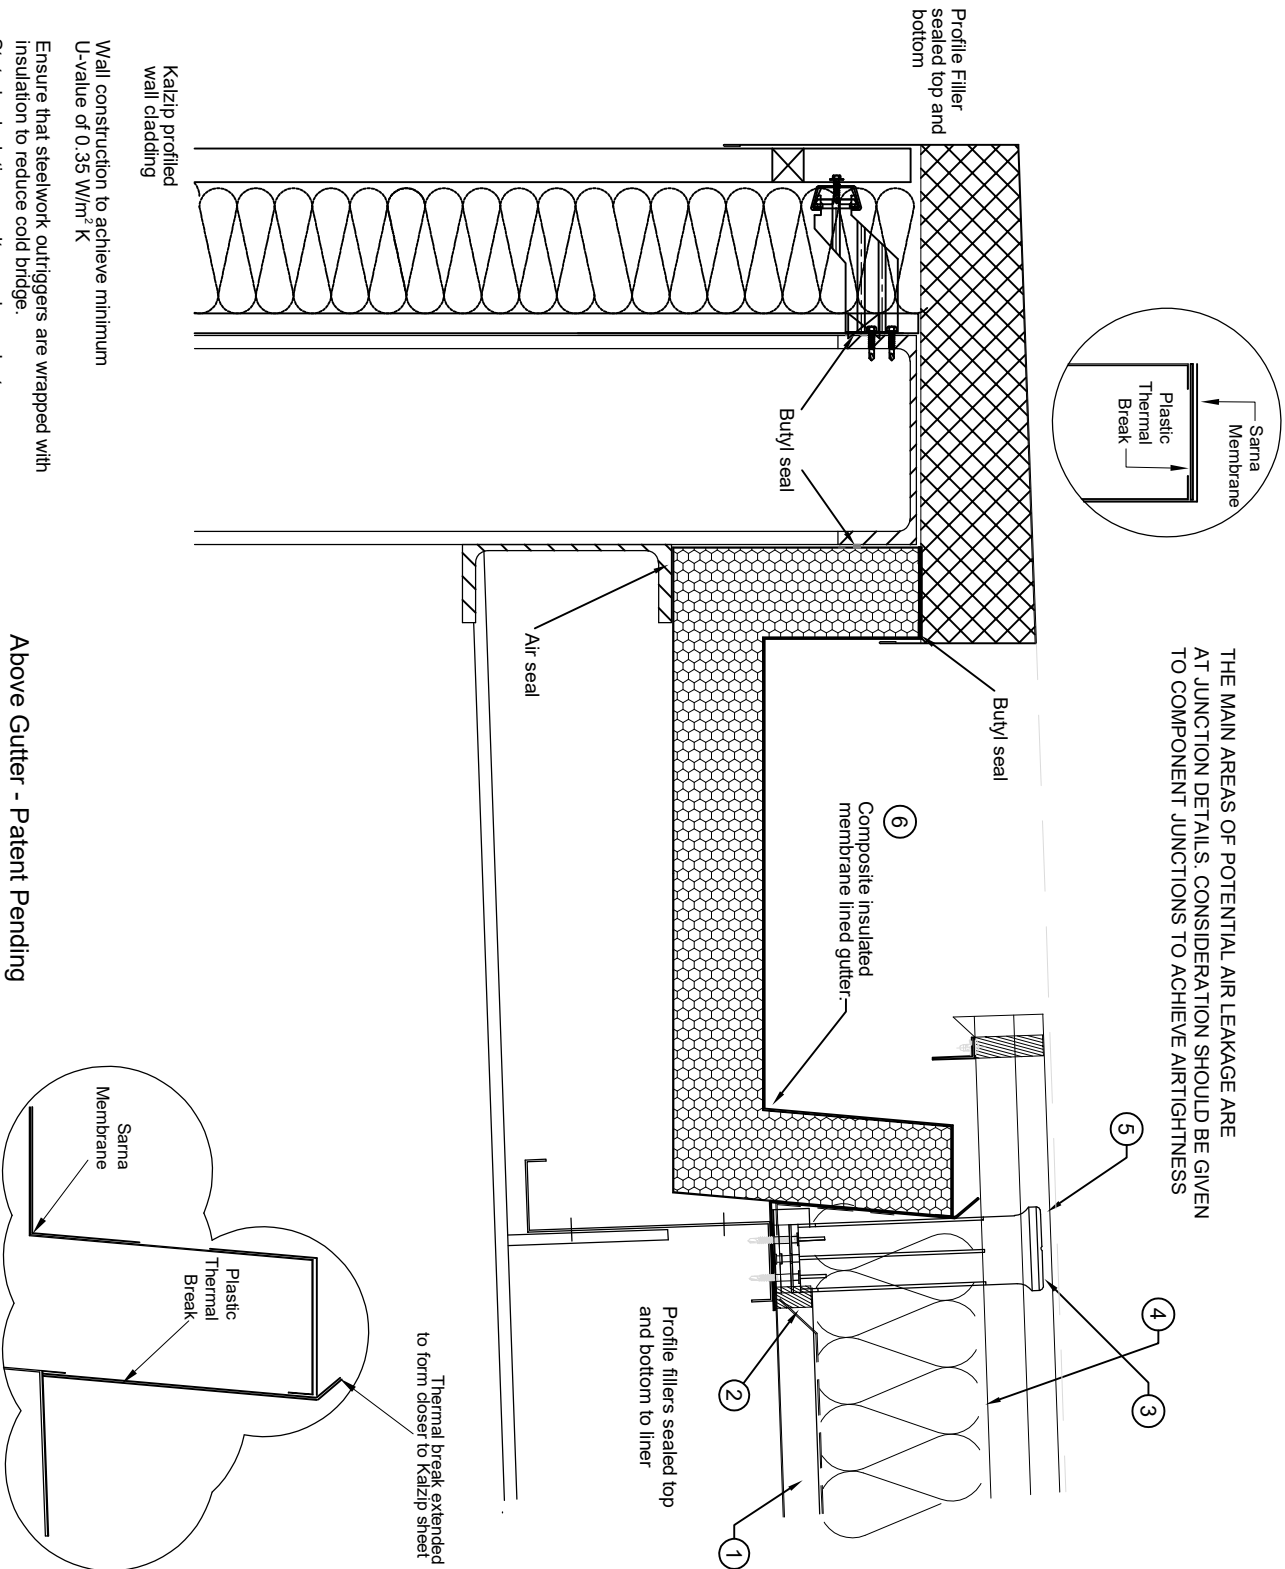 THE MAIN AREAS OF POTENTIAL AIR LEAKAGE ARE
AT JUNCTION DETAILS. CONSIDERATION SHOULD BE GIVEN
TO COMPONENT JUNCTIONS TO ACHIEVE AIRTIGHTNESS
Profile Filler
sealed top and
bottom
Sarna
Membrane
Plastic
Thermal
Break
Butyl seal
Butyl seal
Air seal
6
Composite insulated
membrane lined gutter.
5
4
3
2
1
Profile fillers sealed top
and bottom to liner
Kalzip profiled
wall cladding
Wall construction to achieve minimum
U-value of 0.35 W/m² K
Ensure that steelwork outriggers are wrapped with
insulation to reduce cold bridge.
Thermal break extended
to form closer to Kalzip sheet
Plastic
Thermal
Break
Sarna
Membrane
Above Gutter - Patent Pending